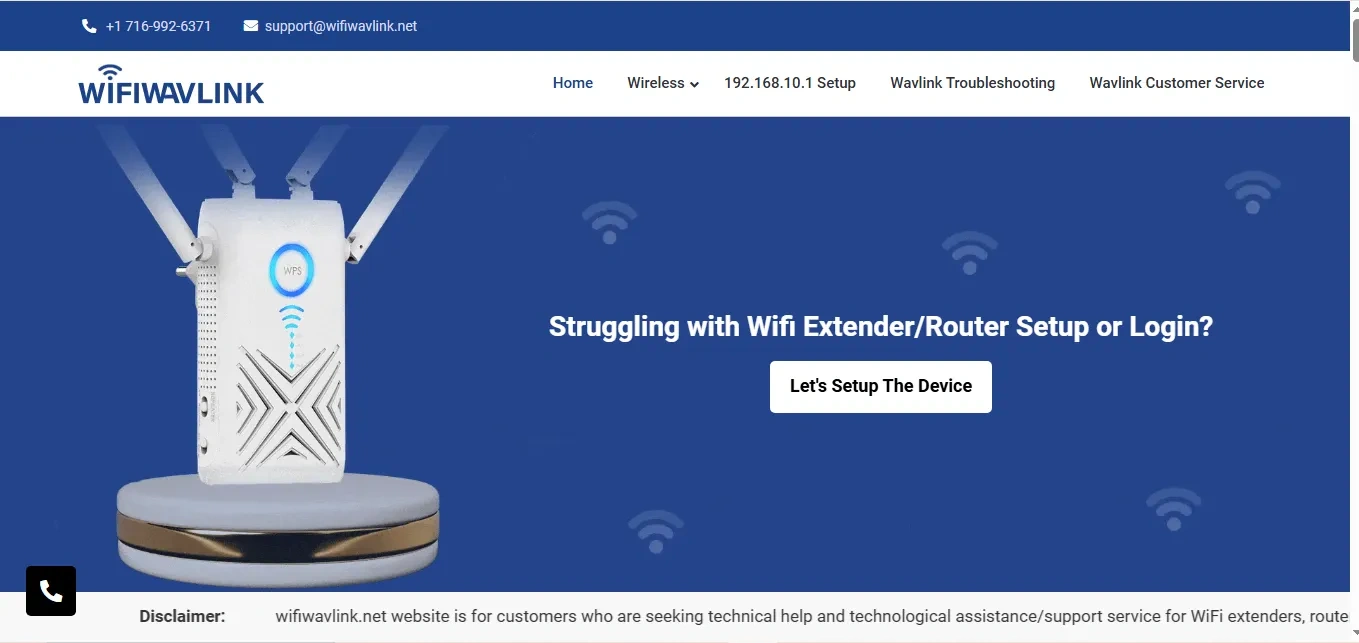 +1 716-992-6371 support@wifiwavlink.net
WIFIWAVLINK
Home Wireless 192.168.10.1 Setup Wavlink Troubleshooting Wavlink Customer Service
WPS
Struggling with Wifi Extender/Router Setup or Login?
Let's Setup The Device
Disclaimer: wifiwavlink.net website is for customers who are seeking technical help and technological assistance/support service for WiFi extenders, route